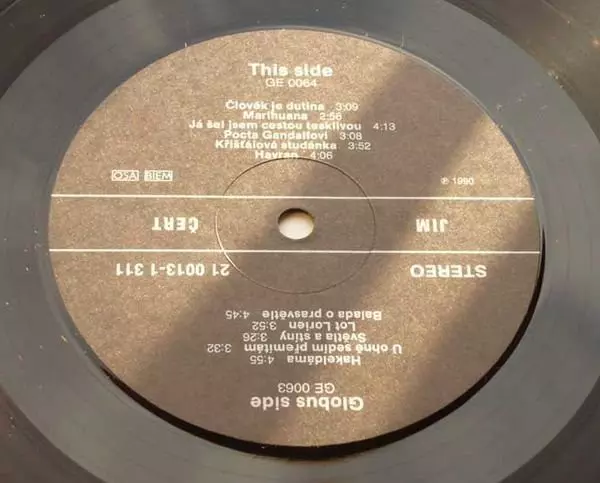 This side
GE 0064
Člověk je dutina 3:09
Marihuana 2:56
Já šel jsem cestou tesklivou 4:13
Pocta Gandalfovi 3:08
Křišťálová studánka 3:52
Havran 4:06
OSA BIEM
℗ 1990
JIM ČERT
STEREO 21 0013-1 311
Globus side
GE 0063
Hakeldáma 4:55
U ohně sedím přemítám 3:32
Světla a stíny 3:26
Lot Lorien 3:52
Balada o prasvětle 4:45